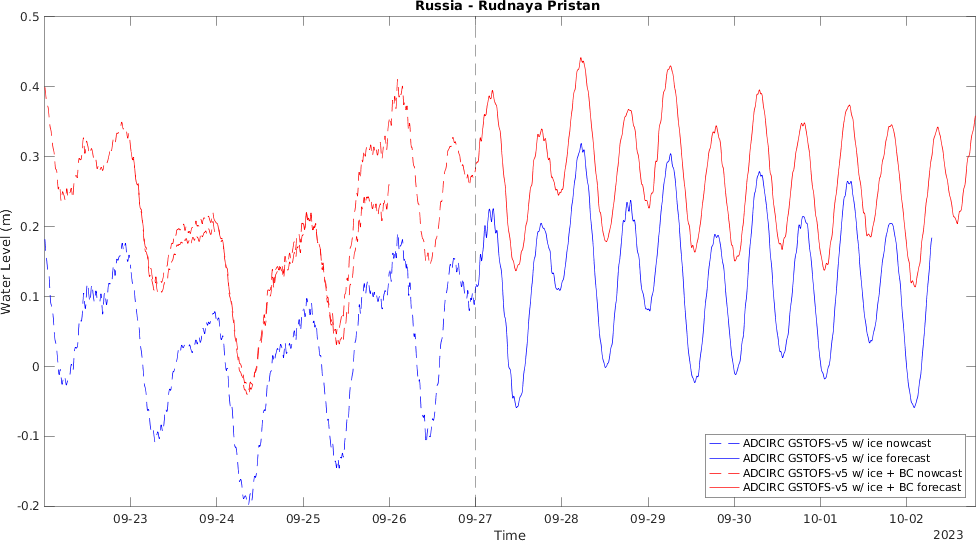 Russia - Rudnaya Pristan
0.5
0.4
0.3
0.2
0.1
0
-0.1
-0.2
Water Level (m)
ADCIRC GSTOFS-v5 w/ ice nowcast
ADCIRC GSTOFS-v5 w/ ice forecast
ADCIRC GSTOFS-v5 w/ ice + BC nowcast
ADCIRC GSTOFS-v5 w/ ice + BC forecast
09-23 09-24 09-25 09-26 09-27 09-28 09-29 09-30 10-01 10-02
Time
2023